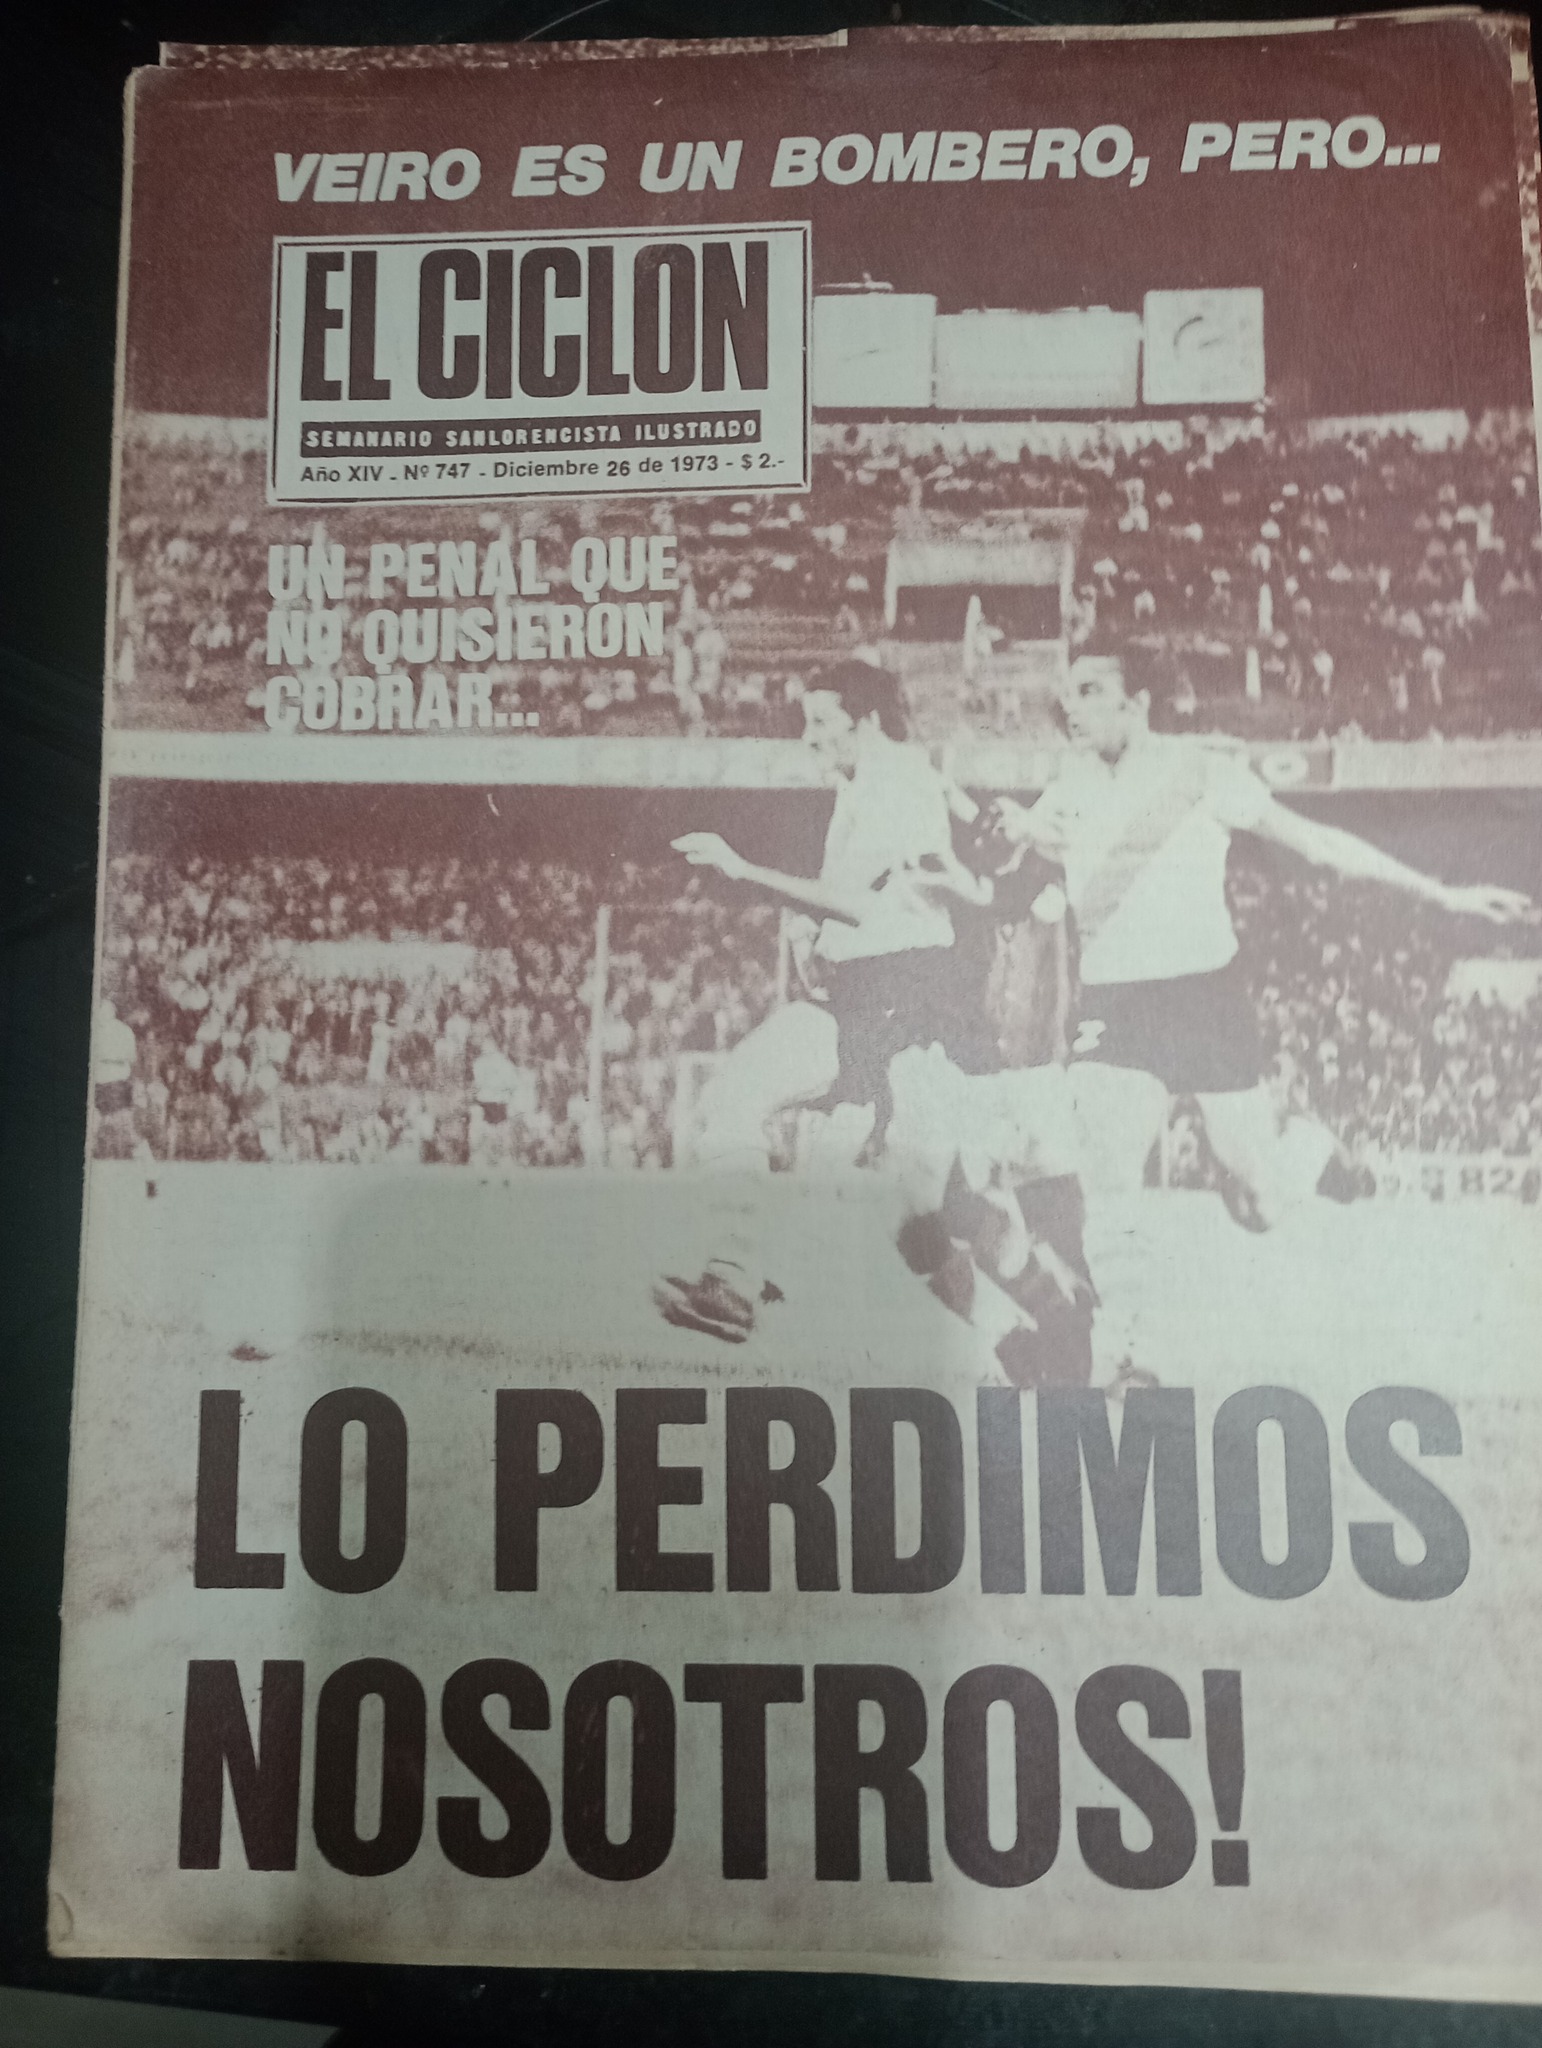 VEIRO ES UN BOMBERO, PERO...
EL CICLON
SEMANARIO SANLORENCISTA ILUSTRADO
Año XIV - Nº 747 - Diciembre 26 de 1973 - $ 2.-
UN PENAL QUE
NO QUISIERON
COBRAR...
82
LO PERDIMOS
NOSOTROS!